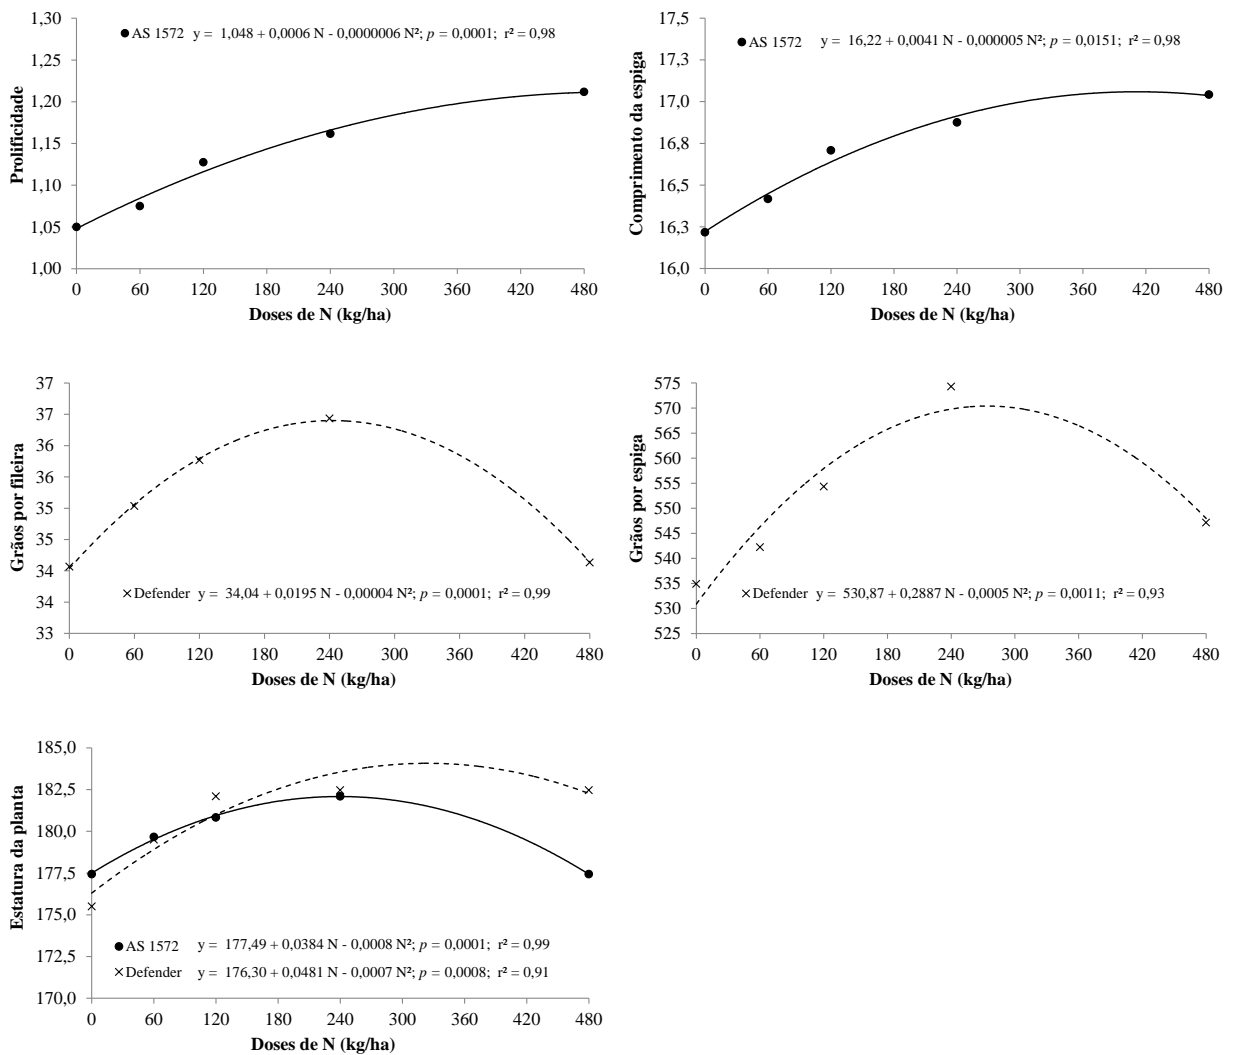 1,30
1,25
1,20
1,15
1,10
1,05
1,00
Prolificidade
AS 1572 y = 1,048 + 0,0006 N - 0,0000006 N²; p = 0,0001; r² = 0,98
0 60 120 180 240 300 360 420 480
Doses de N (kg/ha)
17,5
17,3
17,0
16,8
16,5
16,3
16,0
Comprimento da espiga
AS 1572 y = 16,22 + 0,0041 N - 0,000005 N²; p = 0,0151; r² = 0,98
0 60 120 180 240 300 360 420 480
Doses de N (kg/ha)
37
37
36
36
35
35
34
34
33
Grãos por fileira
Defender y = 34,04 + 0,0195 N - 0,00004 N²; p = 0,0001; r² = 0,99
0 60 120 180 240 300 360 420 480
Doses de N (kg/ha)
575
570
565
560
555
550
545
540
535
530
525
Grãos por espiga
Defender y = 530,87 + 0,2887 N - 0,0005 N²; p = 0,0011; r² = 0,93
0 60 120 180 240 300 360 420 480
Doses de N (kg/ha)
185,0
182,5
180,0
177,5
175,0
172,5
170,0
Estatura da planta
AS 1572 y = 177,49 + 0,0384 N - 0,0008 N²; p = 0,0001; r² = 0,99
Defender y = 176,30 + 0,0481 N - 0,0007 N²; p = 0,0008; r² = 0,91
0 60 120 180 240 300 360 420 480
Doses de N (kg/ha)